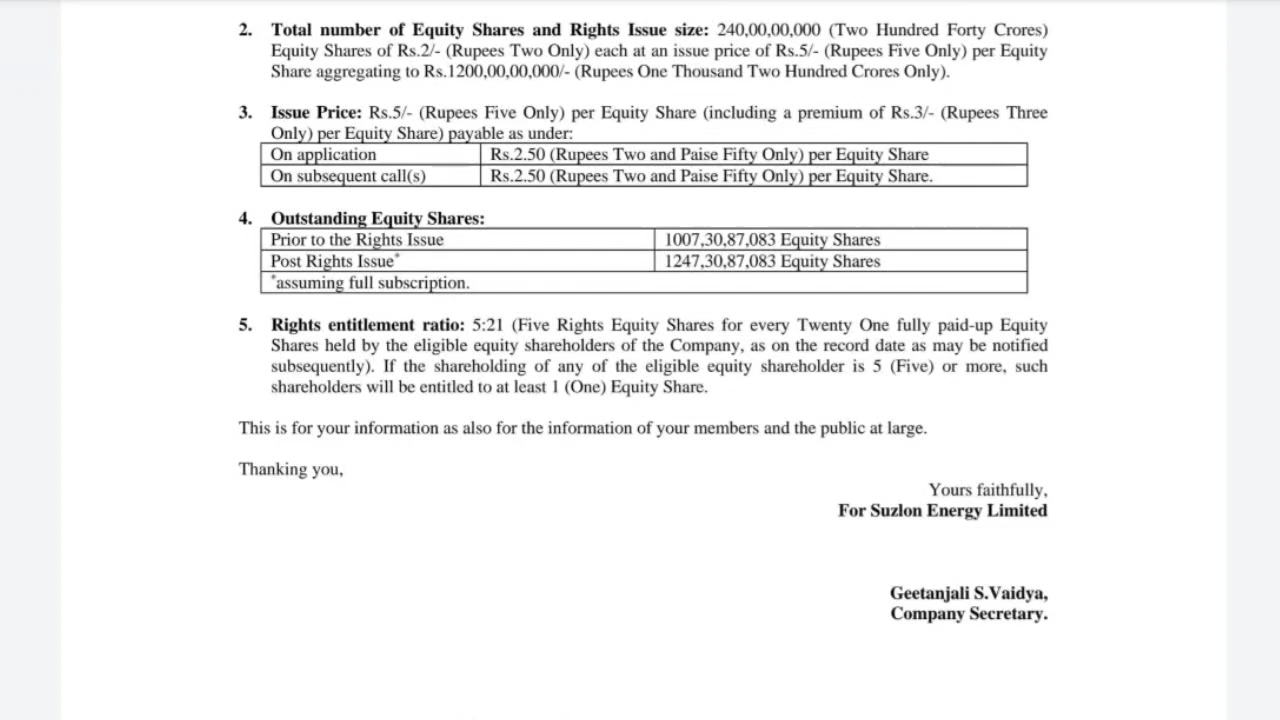 2. Total number of Equity Shares and Rights Issue size: 240,00,00,000 (Two Hundred Forty Crores)
Equity Shares of Rs.2/- (Rupees Two Only) each at an issue price of Rs.5/- (Rupees Five Only) per Equity
Share aggregating to Rs.1200,00,00,000/- (Rupees One Thousand Two Hundred Crores Only).
3. Issue Price: Rs.5/- (Rupees Five Only) per Equity Share (including a premium of Rs.3/- (Rupees Three
Only) per Equity Share) payable as under:
On application Rs.2.50 (Rupees Two and Paise Fifty Only) per Equity Share
On subsequent call(s) Rs.2.50 (Rupees Two and Paise Fifty Only) per Equity Share.
4. Outstanding Equity Shares:
Prior to the Rights Issue 1007,30,87,083 Equity Shares
Post Rights Issue* 1247,30,87,083 Equity Shares
*assuming full subscription.
5. Rights entitlement ratio: 5:21 (Five Rights Equity Shares for every Twenty One fully paid-up Equity
Shares held by the eligible equity shareholders of the Company, as on the record date as may be notified
subsequently). If the shareholding of any of the eligible equity shareholder is 5 (Five) or more, such
shareholders will be entitled to at least 1 (One) Equity Share.
This is for your information as also for the information of your members and the public at large.
Thanking you,
Yours faithfully,
For Suzlon Energy Limited
Geetanjali S.Vaidya,
Company Secretary.